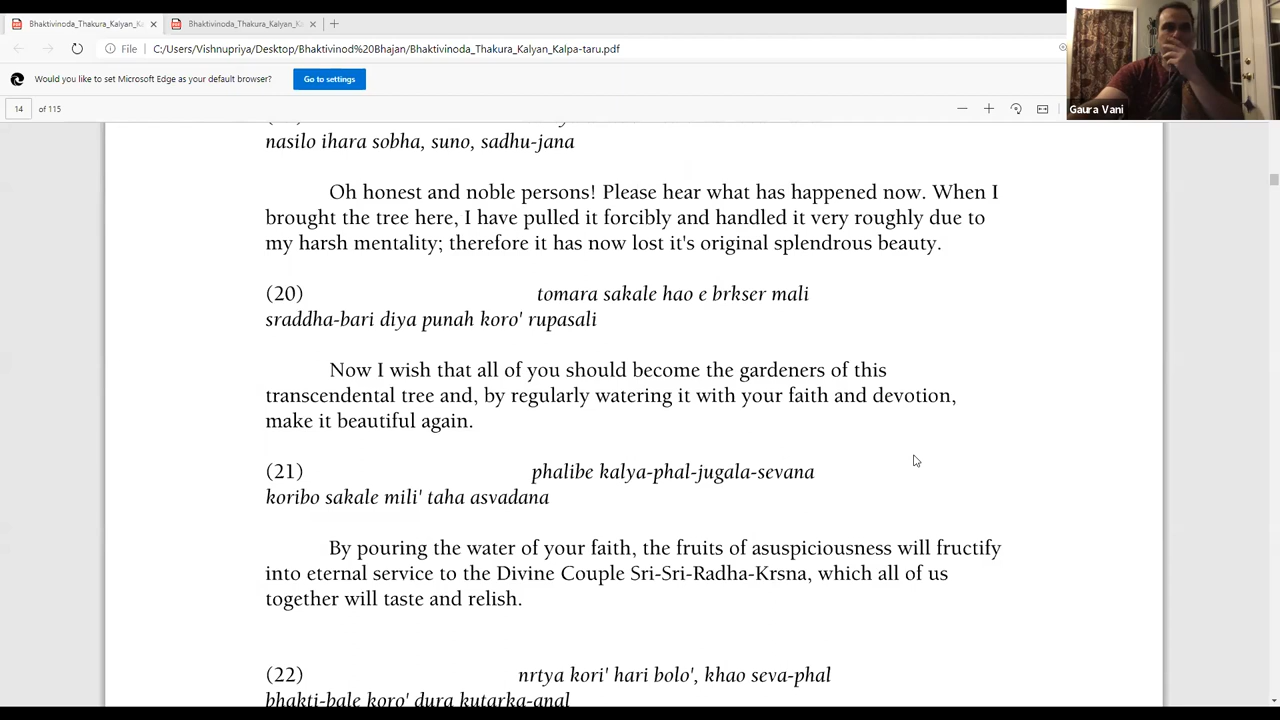 Bhaktivinoda_Thakura_Kalyan_Ka
Bhaktivinoda_Thakura_Kalyan_K
File C:/Users/Vishnupriya/Desktop/Bhaktivinod%20Bhajan/Bhaktivinoda_Thakura_Kalyan_Kalpa-taru.pdf
Would you like to set Microsoft Edge as your default browser? Go to settings
14 of 115
Gaura Vani
nasilo ihara sobha, suno, sadhu-jana
Oh honest and noble persons! Please hear what has happened now. When I
brought the tree here, I have pulled it forcibly and handled it very roughly due to
my harsh mentality; therefore it has now lost it's original splendrous beauty.
(20) tomara sakale hao e brkser mali
sraddha-bari diya punah koro' rupasali
Now I wish that all of you should become the gardeners of this
transcendental tree and, by regularly watering it with your faith and devotion,
make it beautiful again.
(21) phalibe kalya-phal-jugala-sevana
koribo sakale mili' taha asvadana
By pouring the water of your faith, the fruits of asuspiciousness will fructify
into eternal service to the Divine Couple Sri-Sri-Radha-Krsna, which all of us
together will taste and relish.
(22) nrtya kori' hari bolo', khao seva-phal
bhakti-bale koro' dura kutarka-anal